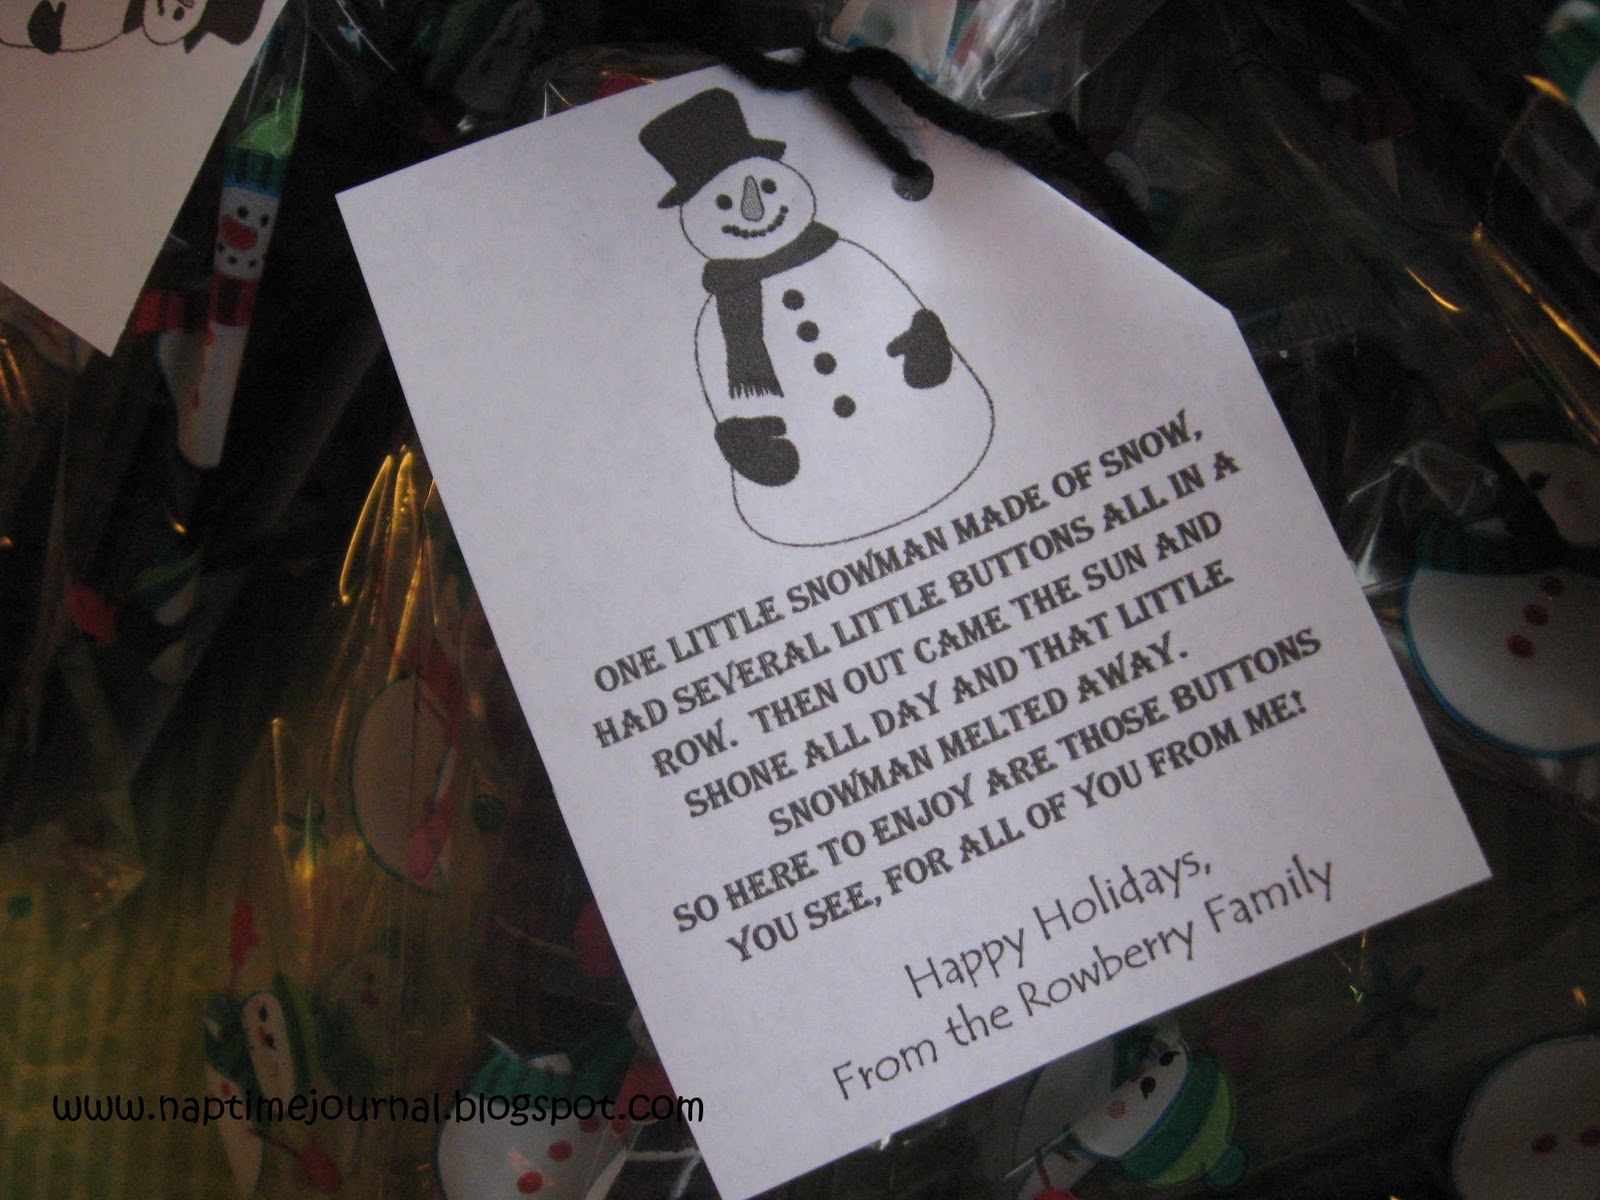 ONE LITTLE SNOWMAN MADE OF SNOW,
HAD SEVERAL LITTLE BUTTONS ALL IN A
ROW. THEN OUT CAME THE SUN AND
SHONE ALL DAY AND THAT LITTLE
SNOWMAN MELTED AWAY.
SO HERE TO ENJOY ARE THOSE BUTTONS
YOU SEE, FOR ALL OF YOU FROM ME!
Happy Holidays,
From the Rowberry Family
www.naptimejournal.blogspot.com